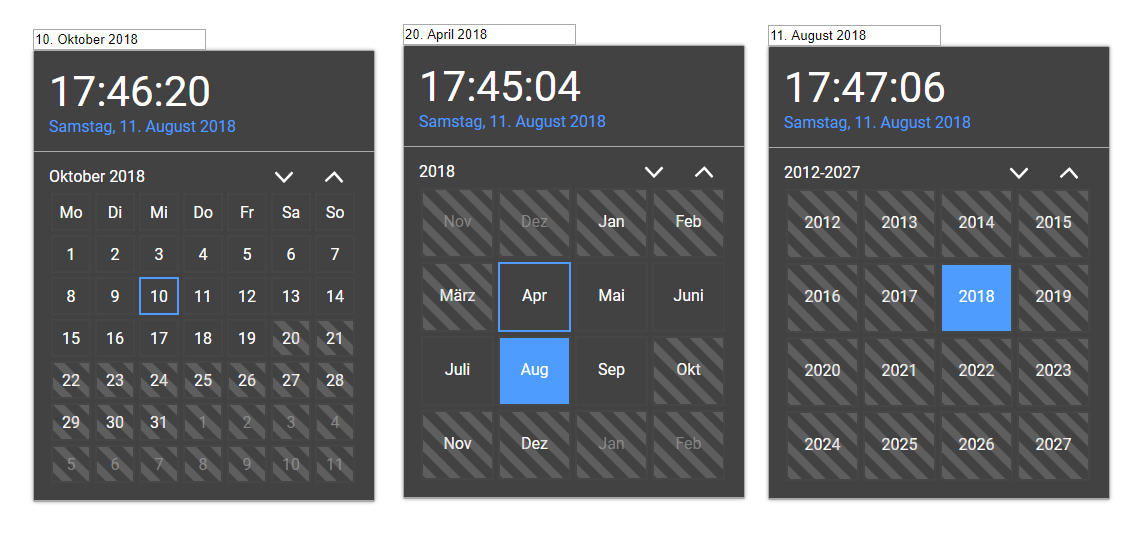 10. Oktober 2018
17:46:20
Samstag, 11. August 2018
Oktober 2018
Mo Di Mi Do Fr Sa So
1 2 3 4 5 6 7
8 9 10 11 12 13 14
15 16 17 18 19 20 21
22 23 24 25 26 27 28
29 30 31 1 2 3 4
5 6 7 8 9 10 11
20. April 2018
17:45:04
Samstag, 11. August 2018
2018
Nov Dez Jan Feb
März Apr Mai Juni
Juli Aug Sep Okt
Nov Dez Jan Feb
11. August 2018
17:47:06
Samstag, 11. August 2018
2012-2027
2012 2013 2014 2015
2016 2017 2018 2019
2020 2021 2022 2023
2024 2025 2026 2027